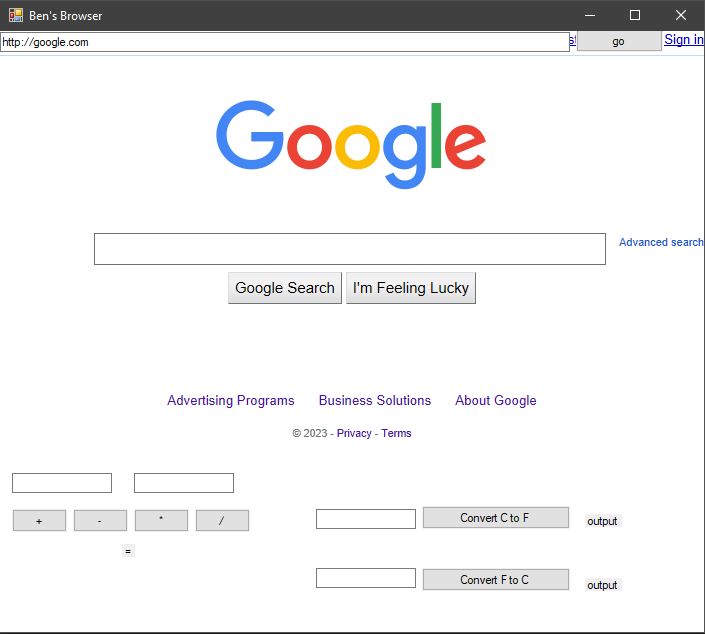 Ben's Browser
http://google.com
go
Sign in
Google
Advanced search
Google Search
I'm Feeling Lucky
Advertising Programs
Business Solutions
About Google
© 2023 - Privacy - Terms
+
-
*
/
=
Convert C to F
output
Convert F to C
output